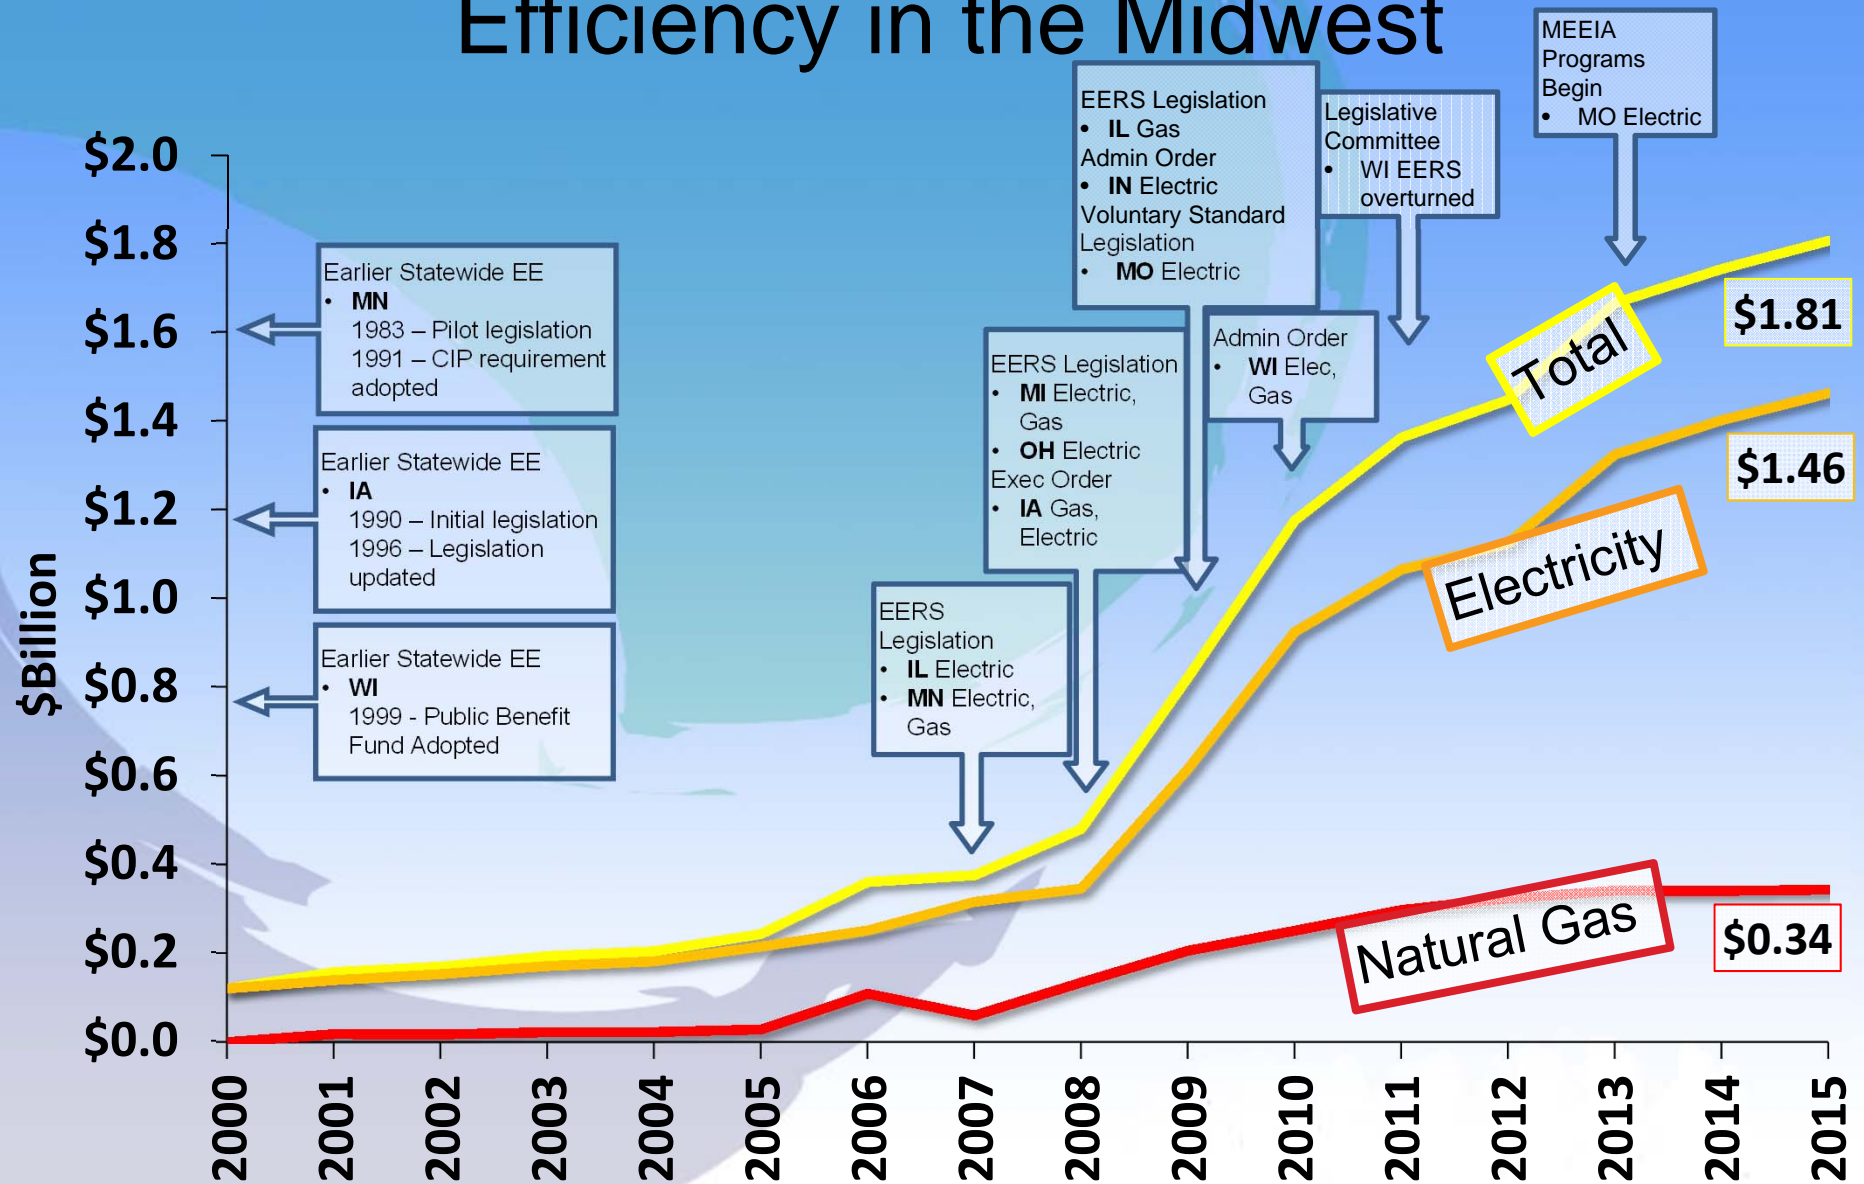 Efficiency in the Midwest
MEEIA
Programs
Begin
• MO Electric
EERS Legislation
• IL Gas
Admin Order
• IN Electric
Voluntary Standard
Legislation
• MO Electric
Legislative
Committee
• WI EERS
overturned
Earlier Statewide EE
• MN
1983 – Pilot legislation
1991 – CIP requirement
adopted
Earlier Statewide EE
• IA
1990 – Initial legislation
1996 – Legislation
updated
Earlier Statewide EE
• WI
1999 - Public Benefit
Fund Adopted
EERS
Legislation
• IL Electric
• MN Electric,
Gas
EERS Legislation
• MI Electric,
Gas
• OH Electric
Exec Order
• IA Gas,
Electric
Admin Order
• WI Elec,
Gas
$Billion
$2.0
$1.8
$1.6
$1.4
$1.2
$1.0
$0.8
$0.6
$0.4
$0.2
$0.0
Total
$1.81
Electricity
$1.46
Natural Gas
$0.34
2000
2001
2002
2003
2004
2005
2006
2007
2008
2009
2010
2011
2012
2013
2014
2015